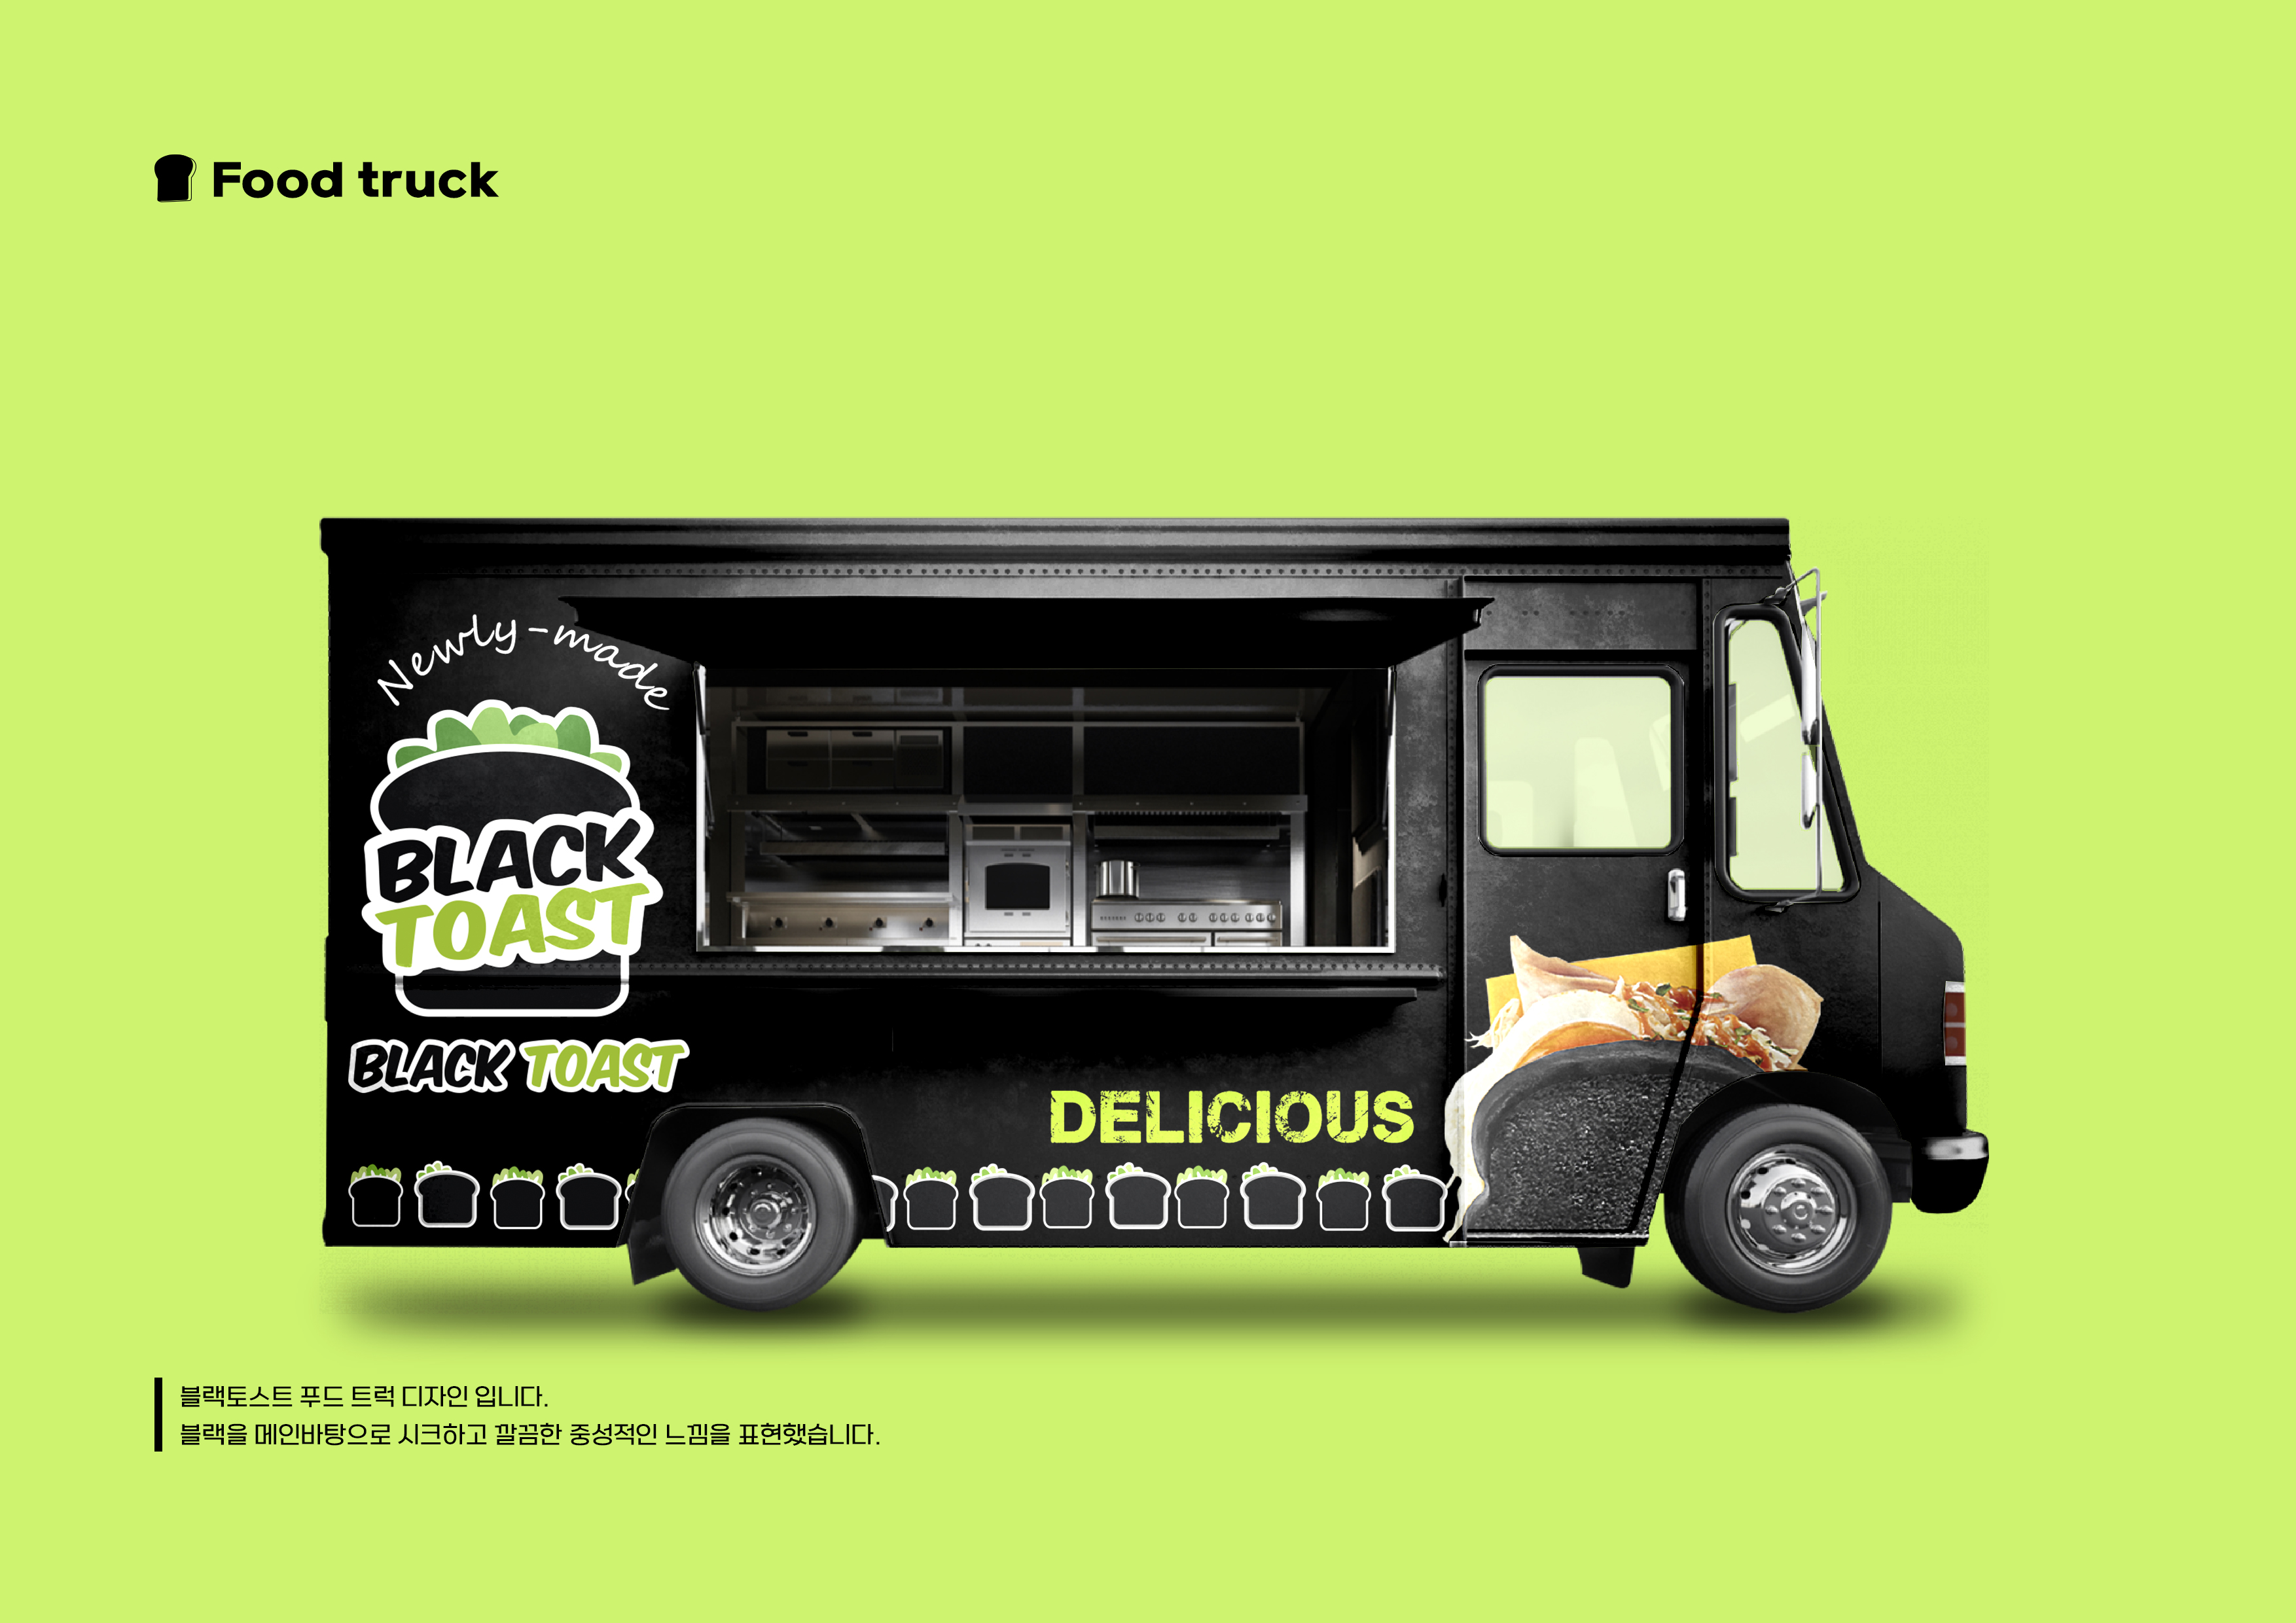 Food truck
Newly-made
BLACK
TOAST
BLACK TOAST
DELICIOUS
블랙토스트 푸드 트럭 디자인 입니다.
블랙을 메인바탕으로 시크하고 깔끔한 중성적인 느낌을 표현했습니다.